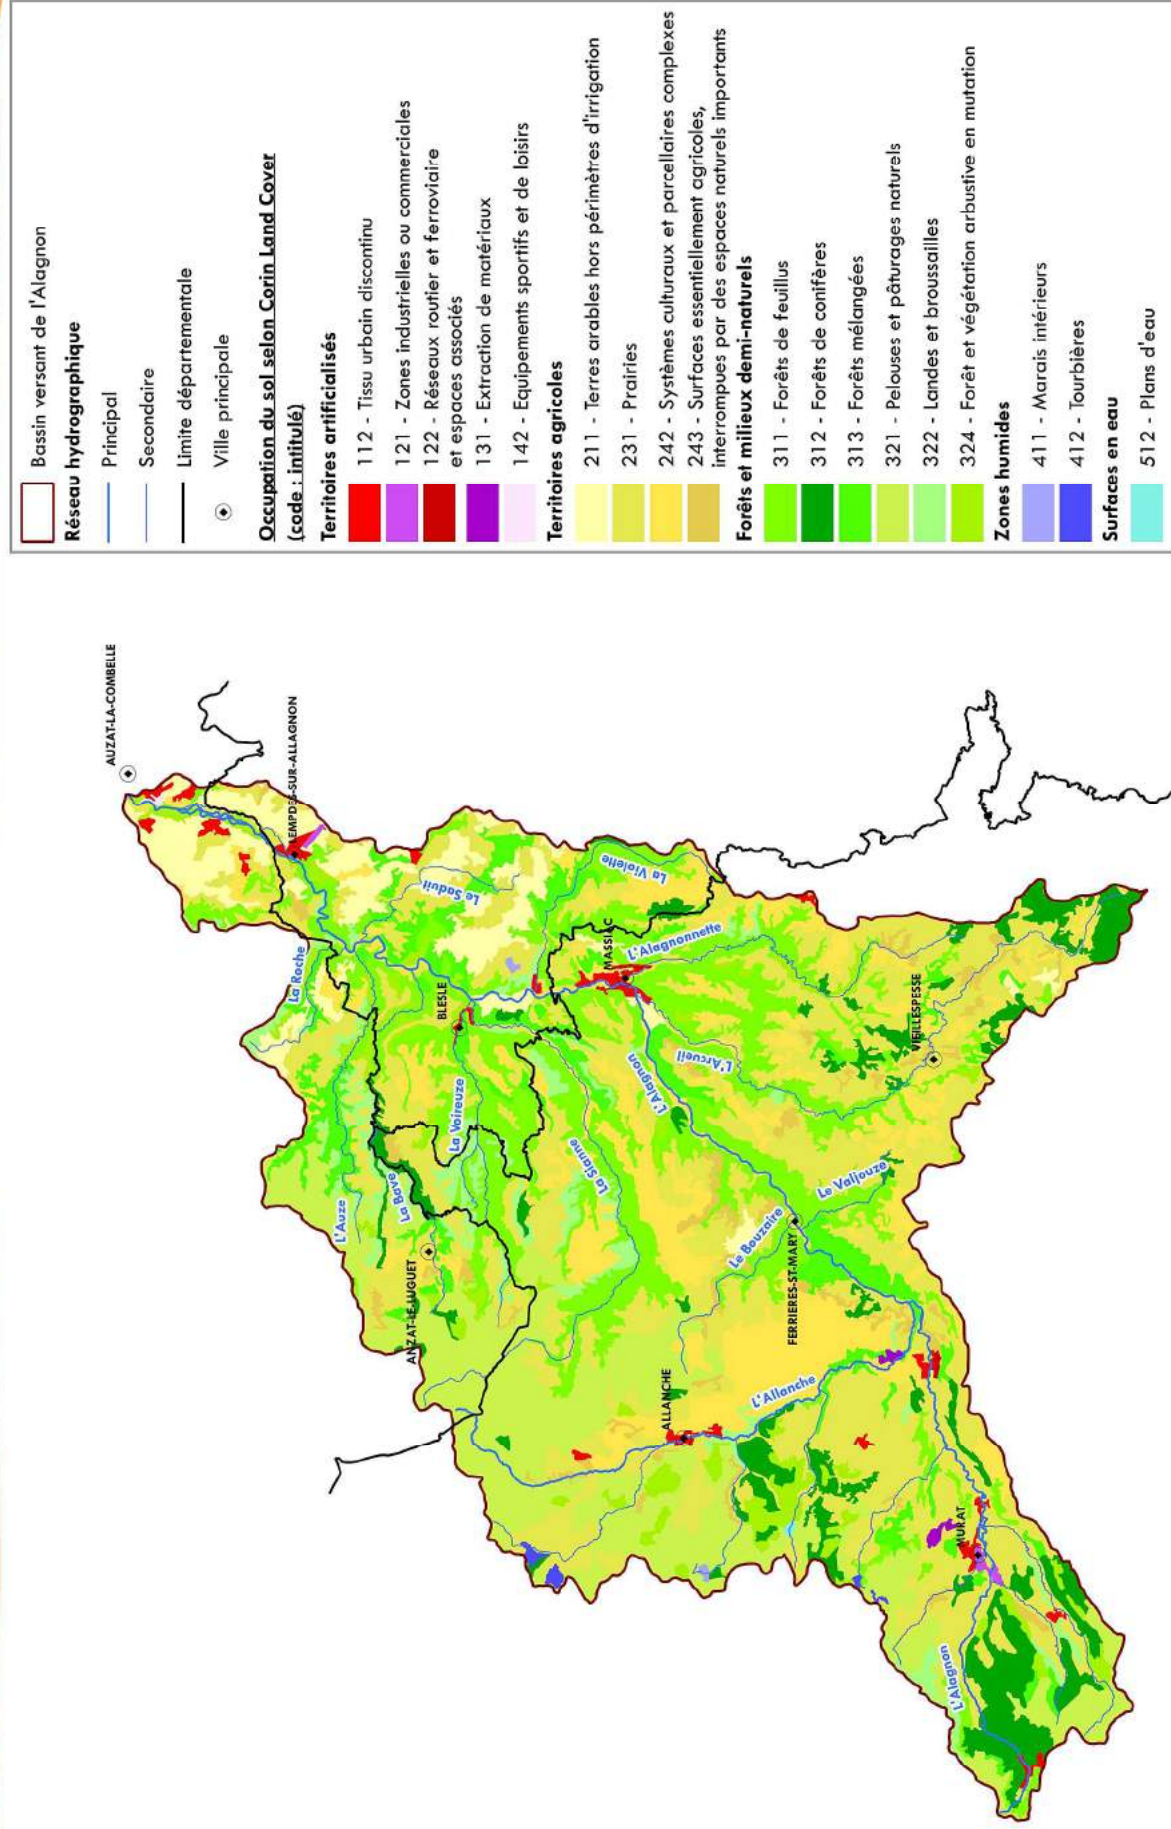 Bassin versant de l'Alagnon
Réseau hydrographique
Principal
Secondaire
Limite départementale
Ville principale
Occupation du sol selon Corin Land Cover
(code : intitulé)
Territoires artificialisés
112 - Tissu urbain discontinu
121 - Zones industrielles ou commerciales
122 - Réseaux routier et ferroviaire
et espaces associés
131 - Extraction de matériaux
142 - Equipements sportifs et de loisirs
Territoires agricoles
211 - Terres arables hors périmètres d'irrigation
231 - Prairies
242 - Systèmes culturaux et parcellaires complexes
243 - Surfaces essentiellement agricoles,
interrompues par des espaces naturels importants
Forêts et milieux demi-naturels
311 - Forêts de feuillus
312 - Forêts de conifères
313 - Forêts mélangées
321 - Pelouses et pâturages naturels
322 - Landes et broussailles
324 - Forêt et végétation arbustive en mutation
Zones humides
411 - Marais intérieurs
412 - Tourbières
Surfaces en eau
512 - Plans d'eau
AUZAT-LA-COMBELLE
LEMPDES-SUR-ALLAGNON
La Roche
Le Saduit
La Violette
L'Auze
La Bave
ANZAT-LE-LUGUET
La Voireuze
BLESLE
MASSIAC
L'Alagnonnette
La Sianne
L'Alagnon
L'Arcueil
VIEILLESPESSE
Le Bouzaire
Le Valjouze
FERRIERES-ST-MARY
ALLANCHE
L'Allanche
MURAT
L'Alagnon